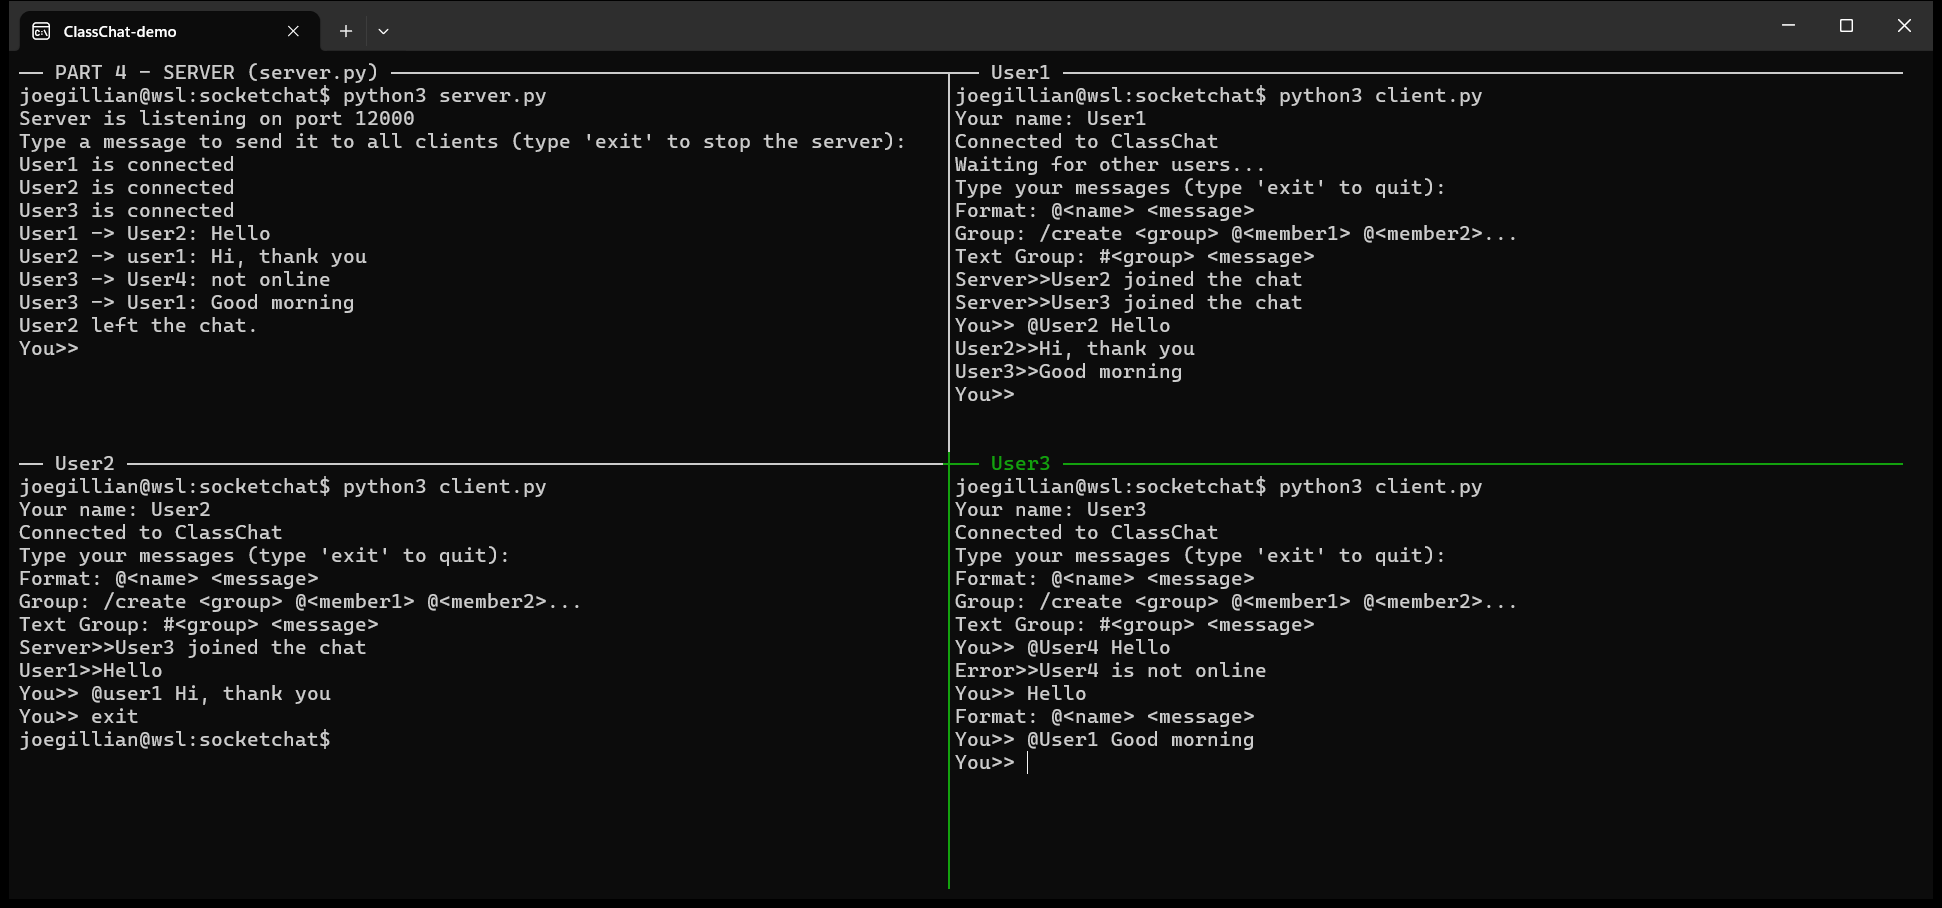 ClassChat-demo
PART 4 - SERVER (server.py)
joegillian@wsl:socketchat$ python3 server.py
Server is listening on port 12000
Type a message to send it to all clients (type 'exit' to stop the server):
User1 is connected
User2 is connected
User3 is connected
User1 -> User2: Hello
User2 -> user1: Hi, thank you
User3 -> User4: not online
User3 -> User1: Good morning
User2 left the chat.
You>>
User1
joegillian@wsl:socketchat$ python3 client.py
Your name: User1
Connected to ClassChat
Waiting for other users...
Type your messages (type 'exit' to quit):
Format: @<name> <message>
Group: /create <group> @<member1> @<member2>...
Text Group: #<group> <message>
Server>>User2 joined the chat
Server>>User3 joined the chat
You>> @User2 Hello
User2>>Hi, thank you
User3>>Good morning
You>>
User2
joegillian@wsl:socketchat$ python3 client.py
Your name: User2
Connected to ClassChat
Type your messages (type 'exit' to quit):
Format: @<name> <message>
Group: /create <group> @<member1> @<member2>...
Text Group: #<group> <message>
Server>>User3 joined the chat
User1>>Hello
You>> @user1 Hi, thank you
You>> exit
joegillian@wsl:socketchat$
User3
joegillian@wsl:socketchat$ python3 client.py
Your name: User3
Connected to ClassChat
Type your messages (type 'exit' to quit):
Format: @<name> <message>
Group: /create <group> @<member1> @<member2>...
Text Group: #<group> <message>
You>> @User4 Hello
Error>>User4 is not online
You>> Hello
Format: @<name> <message>
You>> @User1 Good morning
You>>